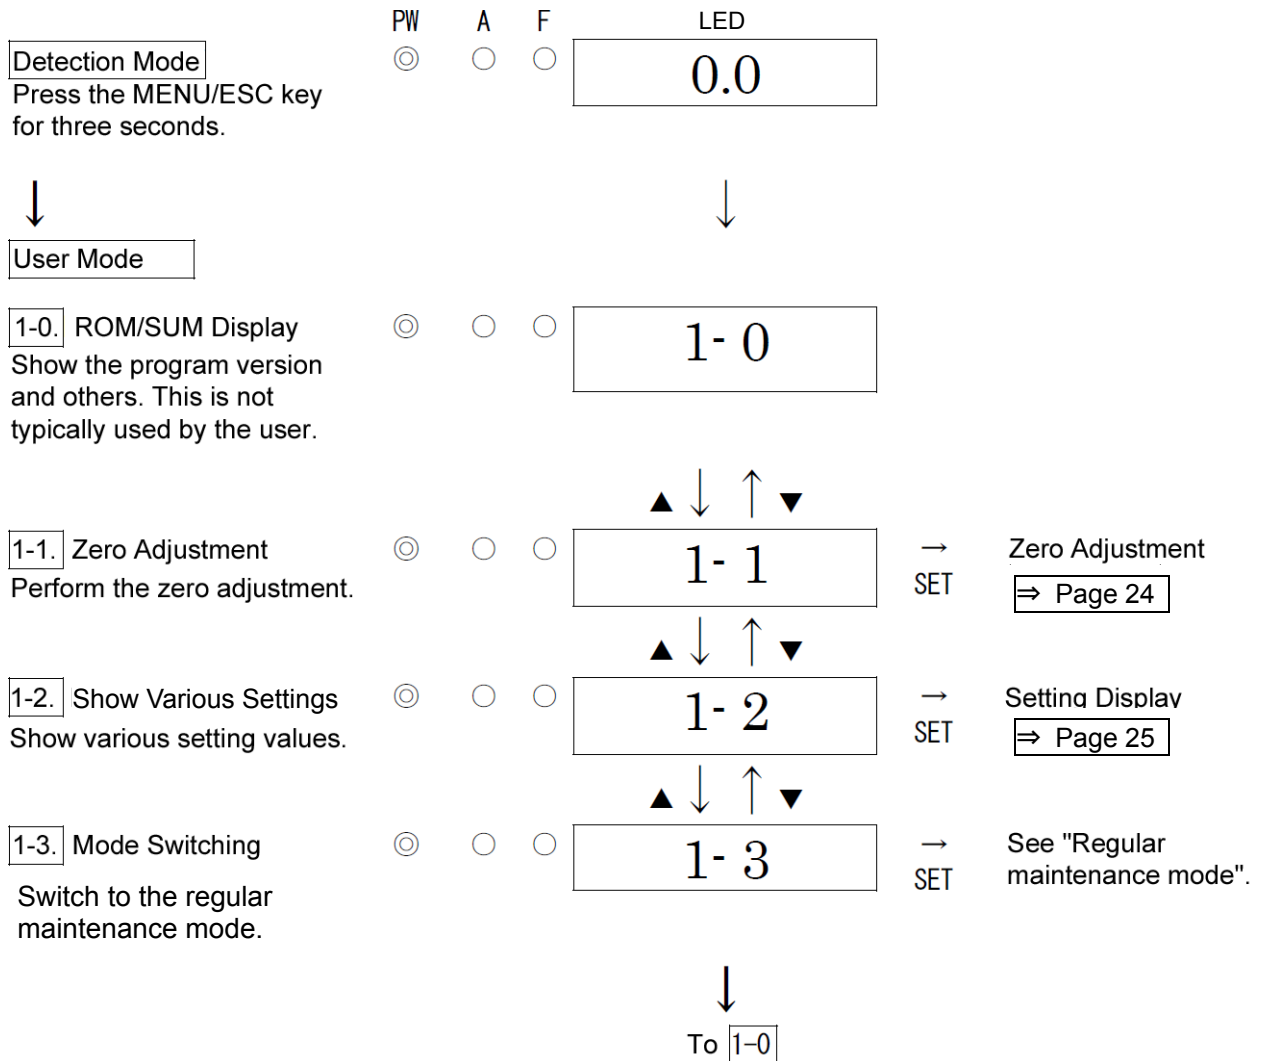 PW A F LED
Detection Mode ◎ ○ ○ 0.0
Press the MENU/ESC key
for three seconds.
↓ ↓
User Mode
1-0. ROM/SUM Display ◎ ○ ○ 1- 0
Show the program version
and others. This is not
typically used by the user.
▲ ↓ ↑ ▼
1-1. Zero Adjustment ◎ ○ ○ 1- 1 → Zero Adjustment
Perform the zero adjustment. SET ⇒ Page 24
▲ ↓ ↑ ▼
1-2. Show Various Settings ◎ ○ ○ 1- 2 → Setting Display
Show various setting values. SET ⇒ Page 25
▲ ↓ ↑ ▼
1-3. Mode Switching ◎ ○ ○ 1- 3 → See "Regular
SET maintenance mode".
Switch to the regular
maintenance mode.
↓
To 1-0